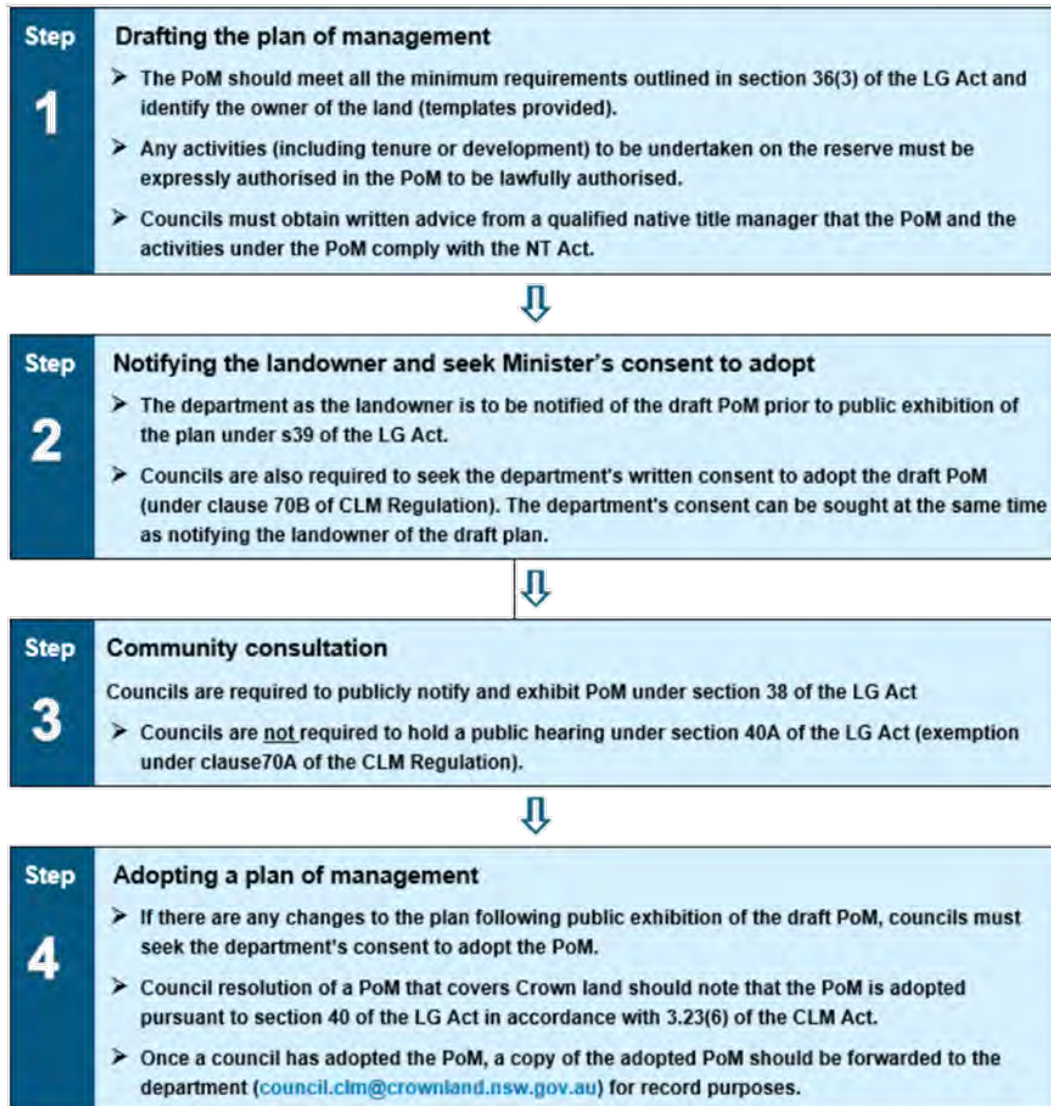 Step
1
Drafting the plan of management
➤ The PoM should meet all the minimum requirements outlined in section 36(3) of the LG Act and
identify the owner of the land (templates provided).
➤ Any activities (including tenure or development) to be undertaken on the reserve must be
expressly authorised in the PoM to be lawfully authorised.
➤ Councils must obtain written advice from a qualified native title manager that the PoM and the
activities under the PoM comply with the NT Act.
Step
2
Notifying the landowner and seek Minister's consent to adopt
➤ The department as the landowner is to be notified of the draft PoM prior to public exhibition of
the plan under s39 of the LG Act.
➤ Councils are also required to seek the department's written consent to adopt the draft PoM
(under clause 70B of CLM Regulation). The department's consent can be sought at the same time
as notifying the landowner of the draft plan.
Step
3
Community consultation
Councils are required to publicly notify and exhibit PoM under section 38 of the LG Act
➤ Councils are not required to hold a public hearing under section 40A of the LG Act (exemption
under clause70A of the CLM Regulation).
Step
4
Adopting a plan of management
➤ If there are any changes to the plan following public exhibition of the draft PoM, councils must
seek the department's consent to adopt the PoM.
➤ Council resolution of a PoM that covers Crown land should note that the PoM is adopted
pursuant to section 40 of the LG Act in accordance with 3.23(6) of the CLM Act.
➤ Once a council has adopted the PoM, a copy of the adopted PoM should be forwarded to the
department (council.clm@crownland.nsw.gov.au) for record purposes.